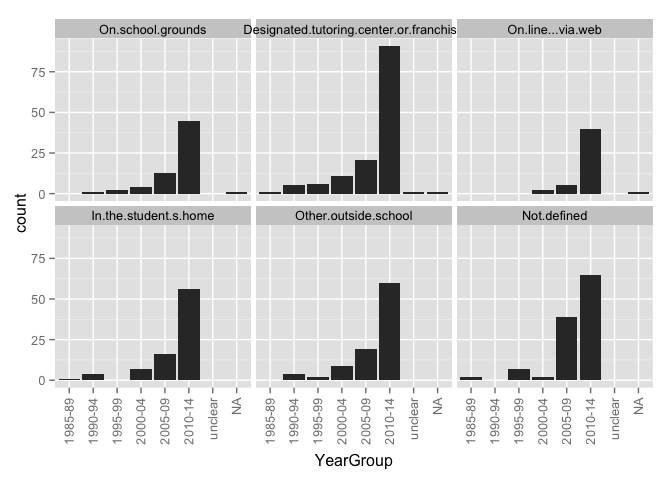 On.school.grounds
Designated.tutoring.center.or.franchis
On.line...via.web
75
50
25
0
count
In.the.student.s.home
Other.outside.school
Not.defined
75
50
25
0
1985-89
1990-94
1995-99
2000-04
2005-09
2010-14
unclear
NA
1985-89
1990-94
1995-99
2000-04
2005-09
2010-14
unclear
NA
1985-89
1990-94
1995-99
2000-04
2005-09
2010-14
unclear
NA
YearGroup